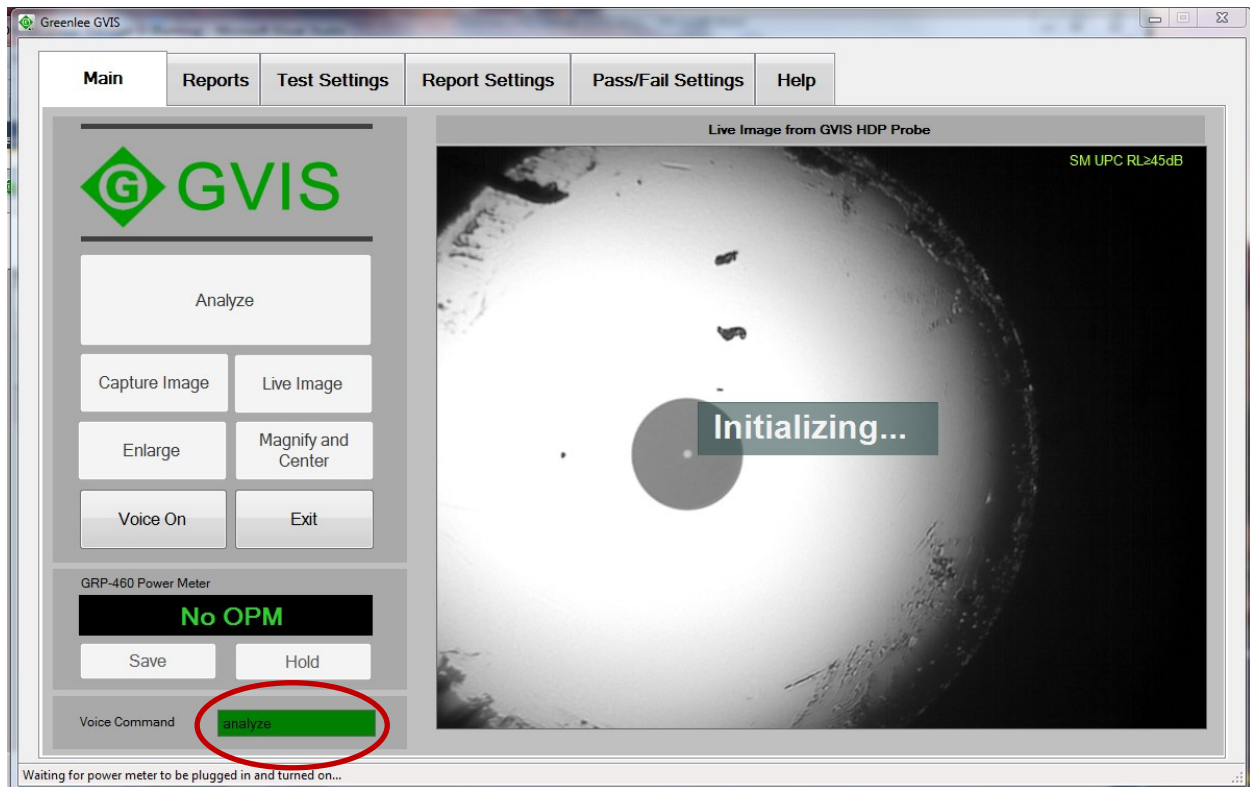 Greenlee GVIS
Main
Reports
Test Settings
Report Settings
Pass/Fail Settings
Help
G GVIS
Analyze
Capture Image
Live Image
Enlarge
Magnify and
Center
Voice On
Exit
GRP-460 Power Meter
No OPM
Save
Hold
Voice Command
analyze
Live Image from GVIS HDP Probe
SM UPC RL≥45dB
Initializing...
Waiting for power meter to be plugged in and turned on...